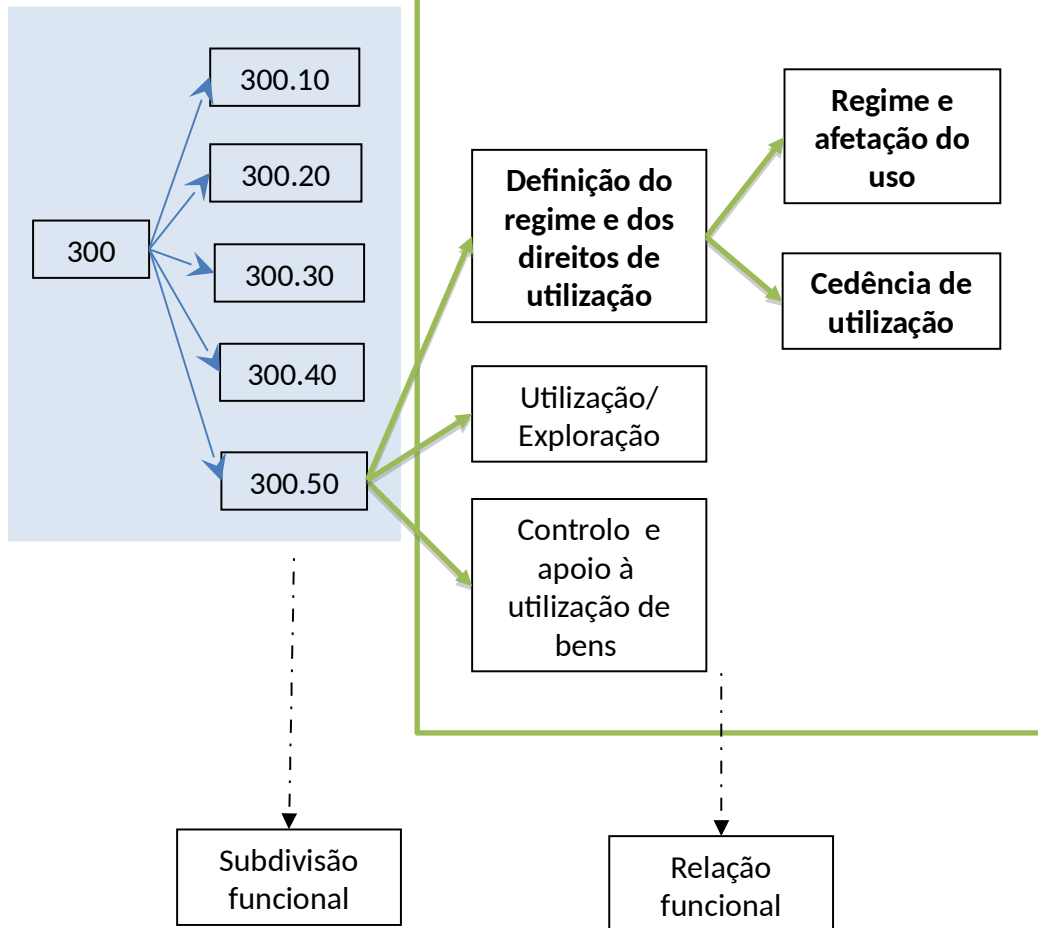 300
300.10
300.20
300.30
300.40
300.50
Definição do
regime e dos
direitos de
utilização
Utilização/
Exploração
Controlo  e
apoio à
utilização de
bens
Regime e
afetação do
uso
Cedência de
utilização
Subdivisão
funcional
Relação
funcional